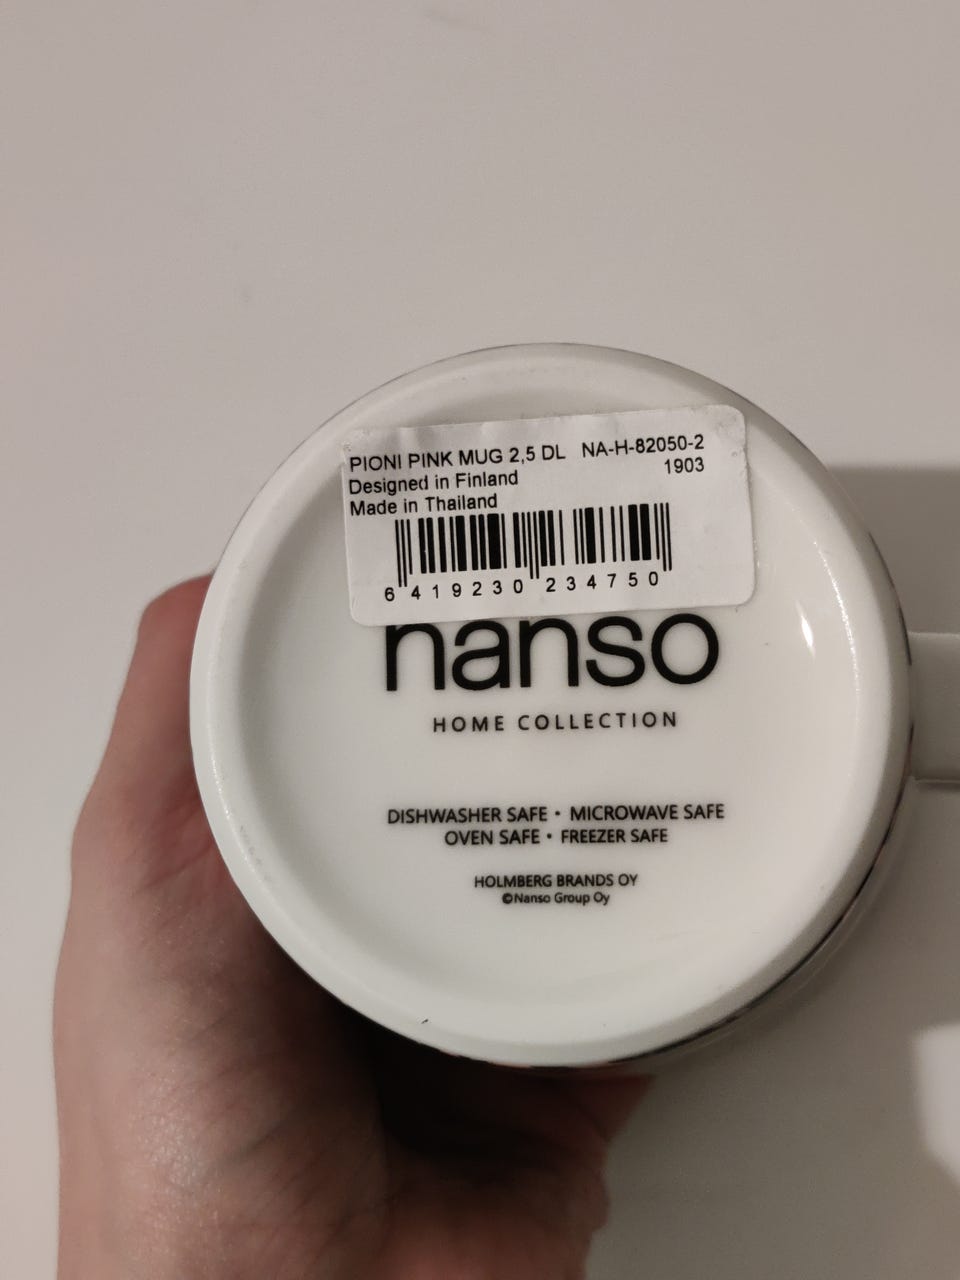 PIONI PINK MUG 2,5 DL NA-H-82050-2
1903
Designed in Finland
Made in Thailand
6 419230 234750
nanso
HOME COLLECTION
DISHWASHER SAFE • MICROWAVE SAFE
OVEN SAFE • FREEZER SAFE
HOLMBERG BRANDS OY
©Nanso Group Oy